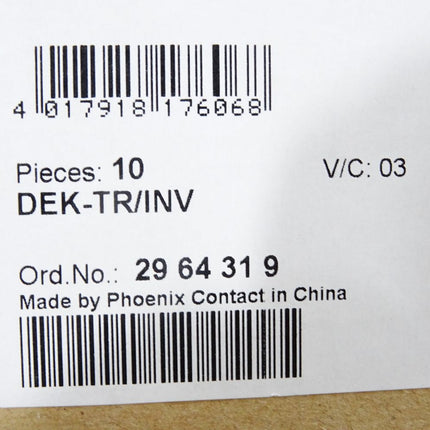 4 017918 176068
Pieces: 10 V/C: 03
DEK-TR/INV
Ord.No.: 29 64 31 9
Made by Phoenix Contact in China